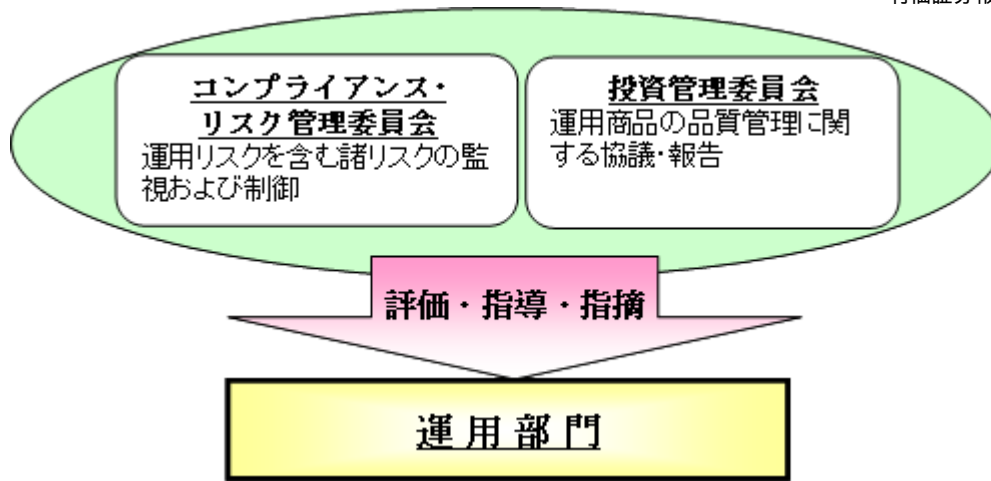 コンプライアンス・
リスク管理委員会
運用リスクを含む諸リスクの監
視および制御
投資管理委員会
運用商品の品質管理に関
する協議・報告
評価・指導・指摘
運用部門